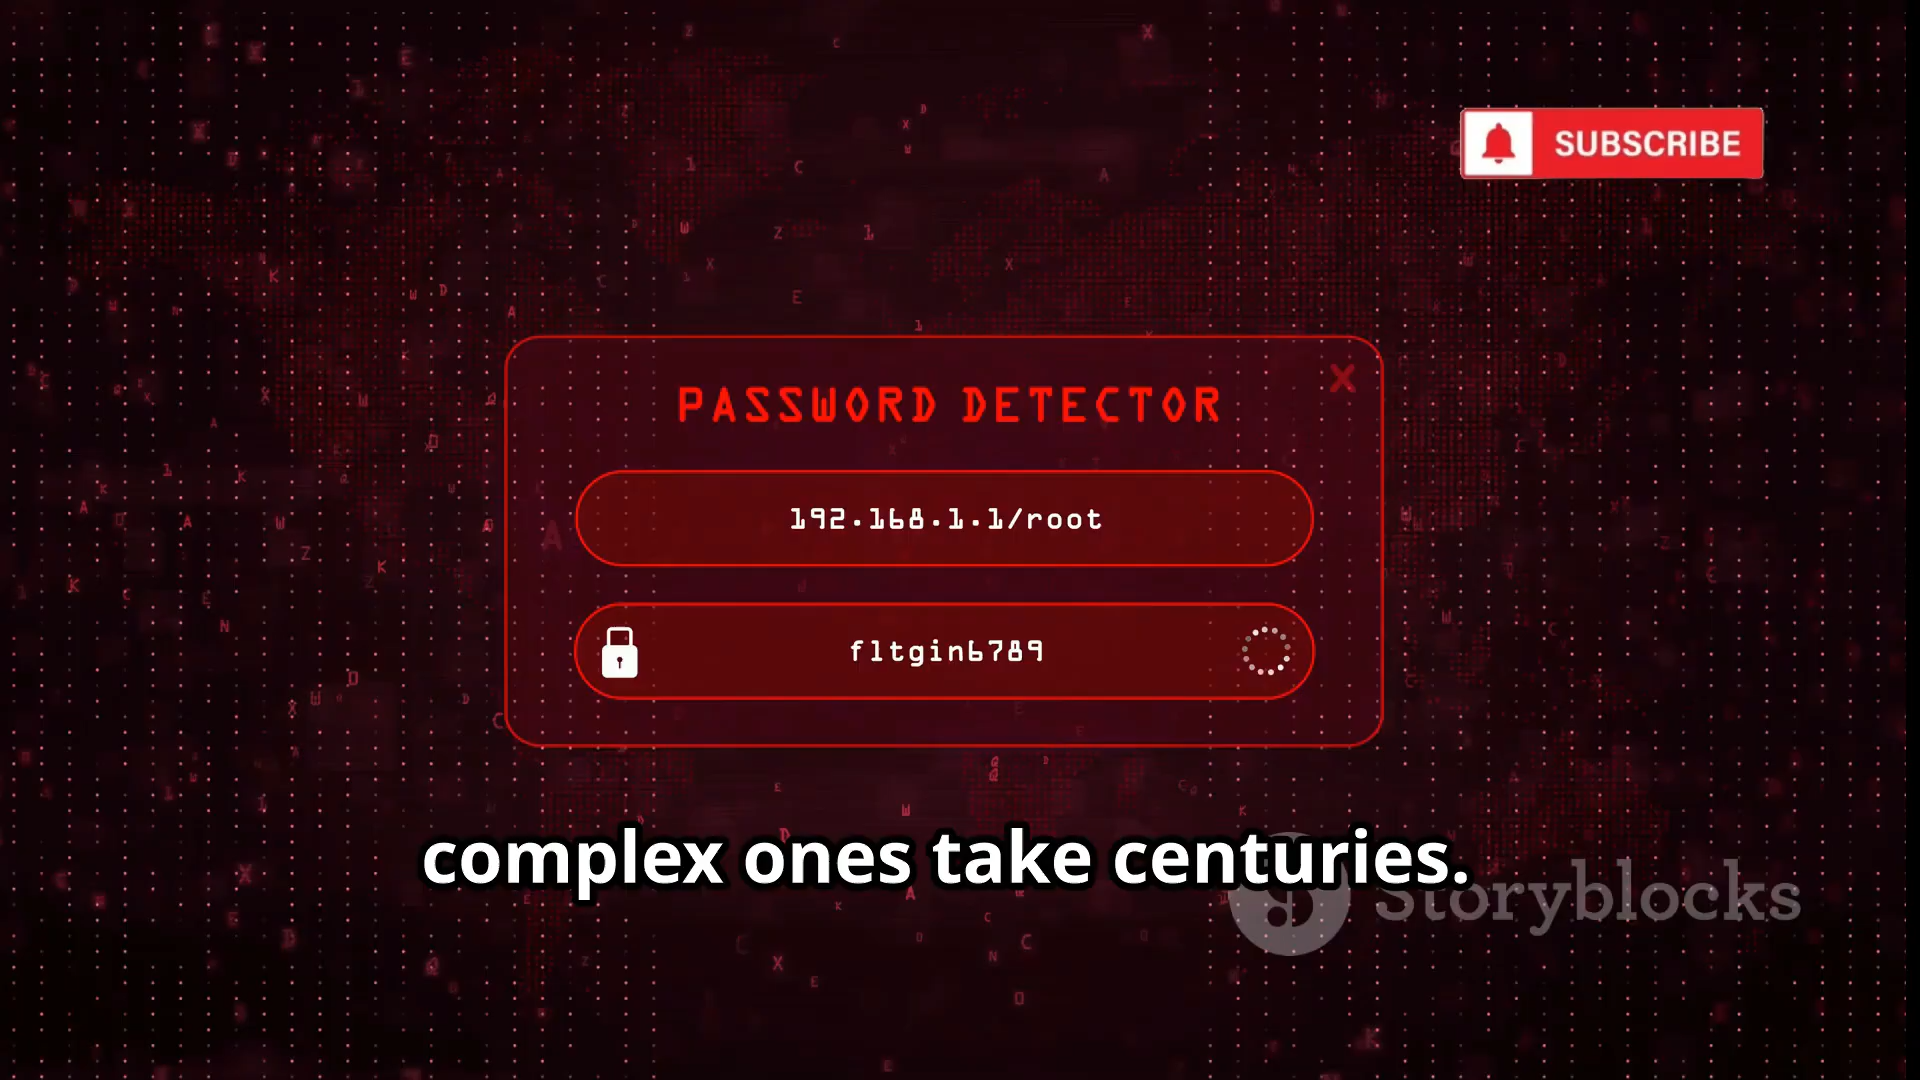 SUBSCRIBE
X
PASSWORD DETECTOR
192.168.1.1/root
fltgin6789
complex ones take centuries.
Storyblocks